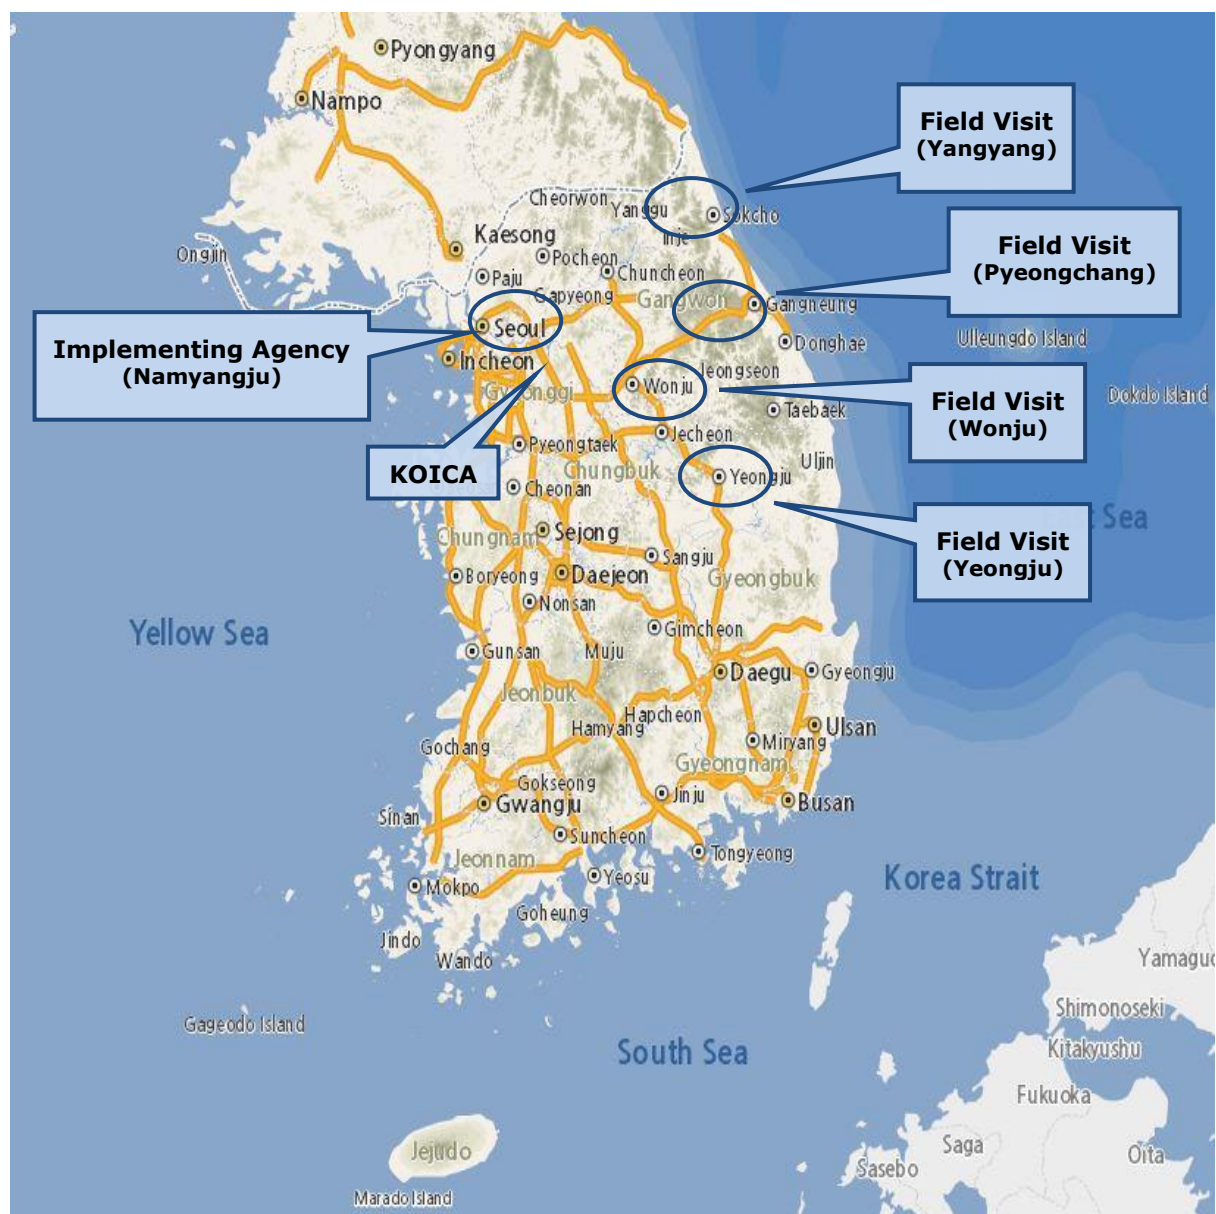 Pyongyang
Nampo
Field Visit
(Yangyang)
Cheorwon
Yanggu
Sokcho
Inje
Kaesong
Ongjin
Pocheon
Paju
Chuncheon
Gapyeong
Gangwon
Gangneung
Field Visit
(Pyeongchang)
Seoul
Implementing Agency
(Namyangju)
Incheon
Donghae
Ulleungdo Island
Dokdo Island
Gyeonggi
Wonju
Jeongseon
Taebaek
Field Visit
(Wonju)
Jecheon
Pyeongtaek
KOICA
Chungbuk
Yeongju
Uljin
Cheonan
Sea
Chungnam
Sejong
Field Visit
(Yeongju)
Sangju
Boryeong
Daejeon
Gyeongbuk
Nonsan
Gimcheon
Yellow Sea
Gunsan
Muju
Daegu
Gyeongju
Jeonbuk
Hapcheon
Hamyang
Ulsan
Gochang
Miryang
Gyeongnam
Gokseong
Jinju
Gwangju
Busan
Sinan
Suncheon
Jeonnam
Tongyeong
Mokpo
Yeosu
Korea Strait
Goheung
Jindo
Wando
Yamagu
Gageodo Island
Shimonoseki
South Sea
Kitakyushu
Fukuoka
Jejudo
Saga
Oita
Sasebo
Marado Island